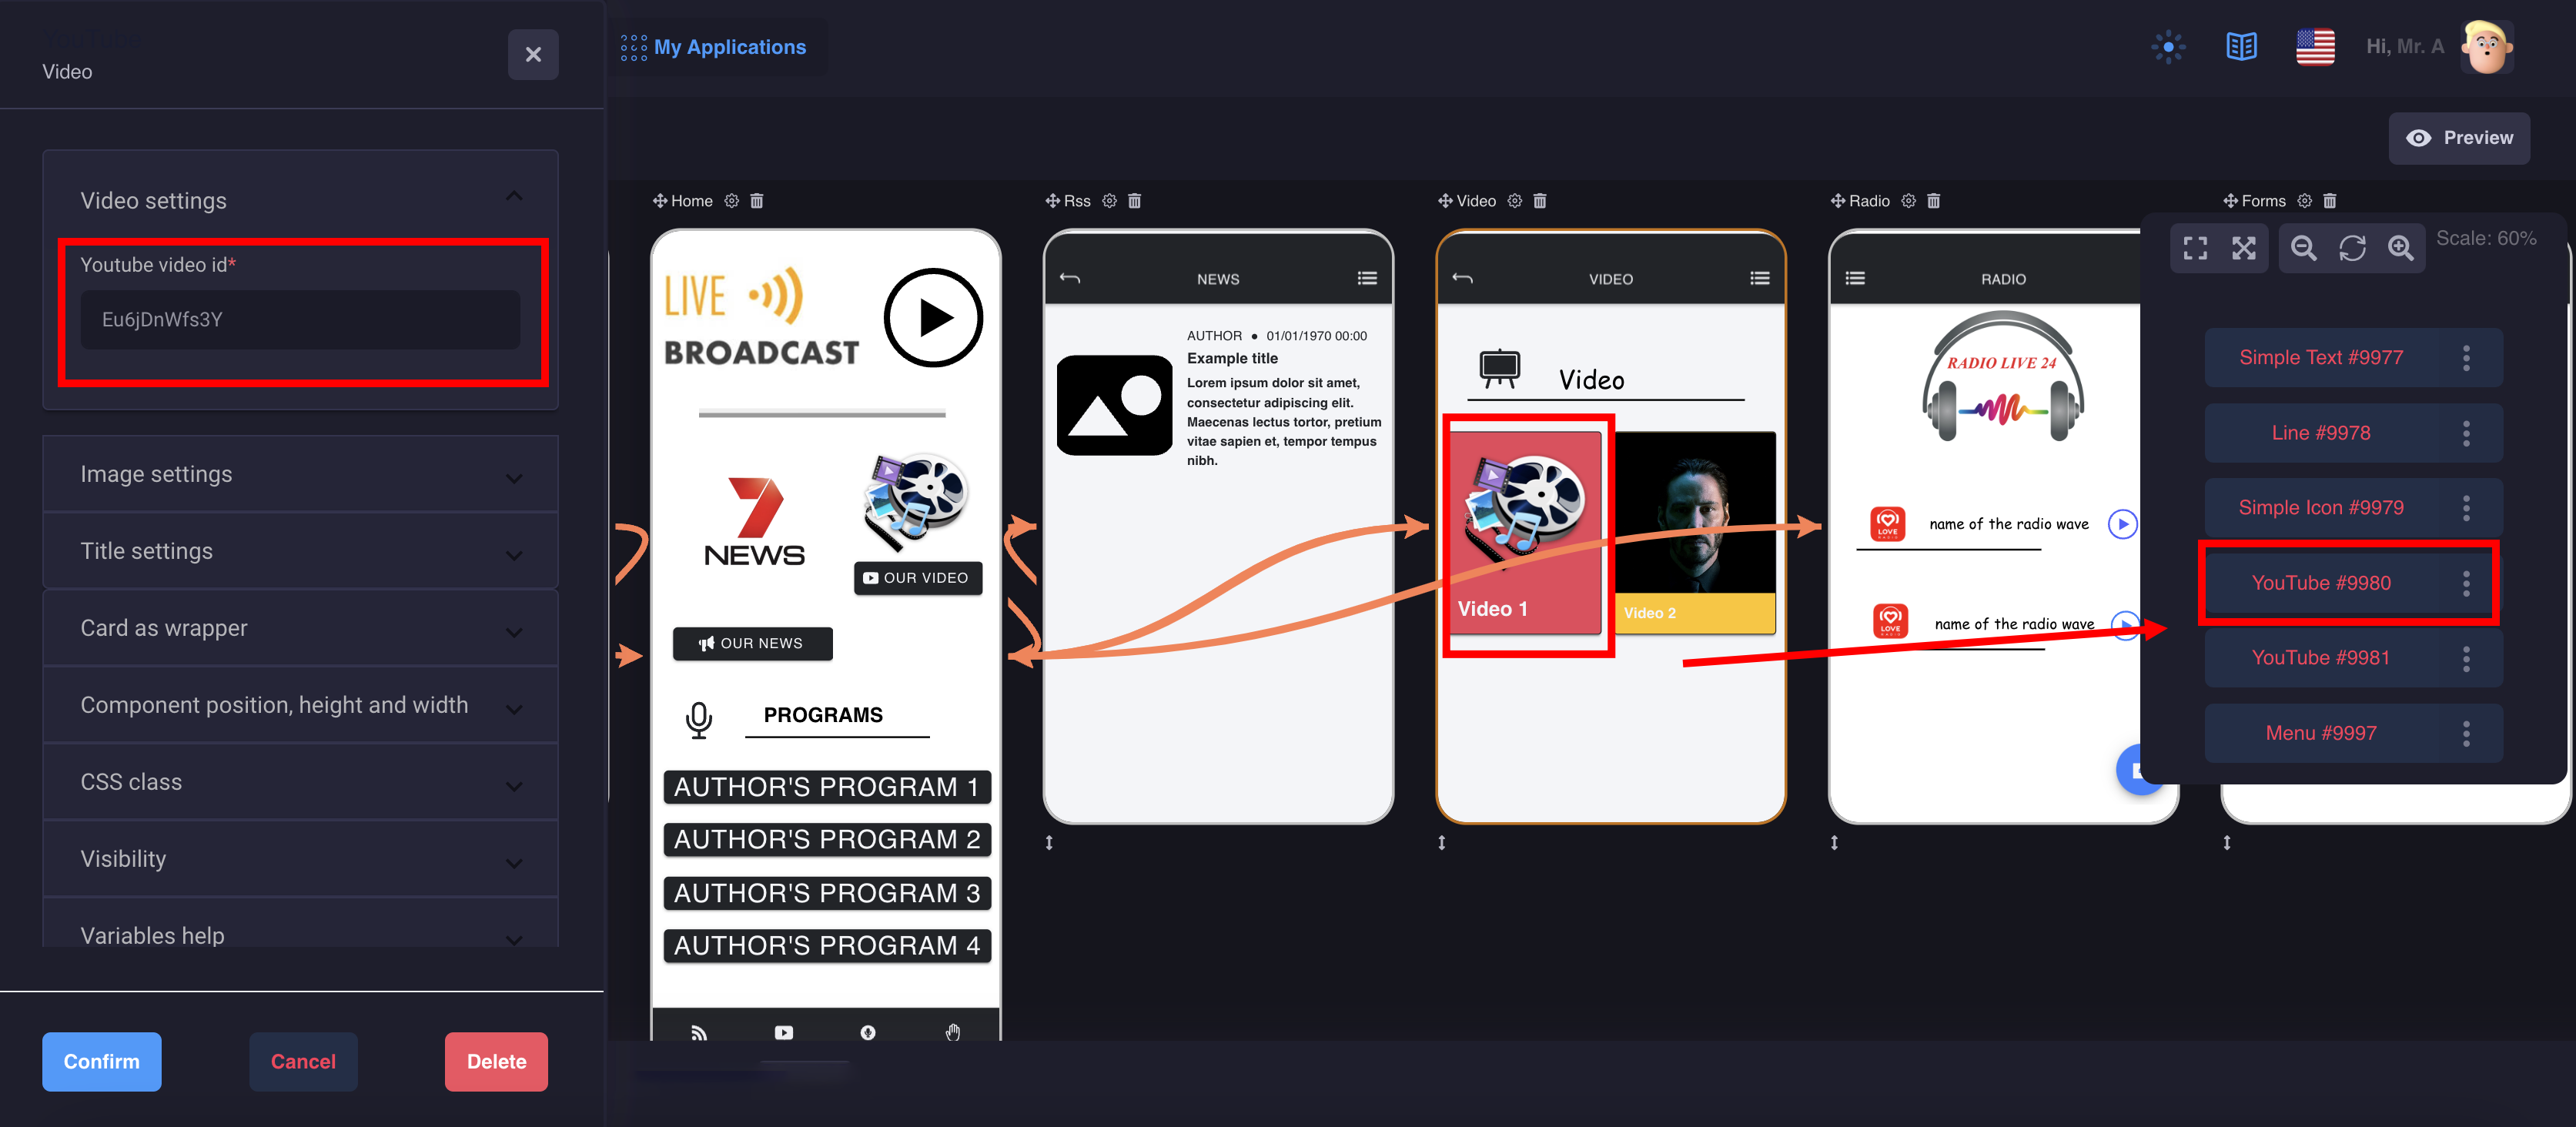 YouTube
Video
My Applications
Hi, Mr. A
Preview
Video settings
Youtube video id*
Eu6jDnWfs3Y
Image settings
Title settings
Card as wrapper
Component position, height and width
CSS class
Visibility
Variables help
Confirm
Cancel
Delete
Home
LIVE
BROADCAST
7
NEWS
OUR VIDEO
OUR NEWS
PROGRAMS
AUTHOR'S PROGRAM 1
AUTHOR'S PROGRAM 2
AUTHOR'S PROGRAM 3
AUTHOR'S PROGRAM 4
Rss
NEWS
AUTHOR ● 01/01/1970 00:00
Example title
Lorem ipsum dolor sit amet,
consectetur adipiscing elit.
Maecenas lectus tortor, pretium
vitae sapien et, tempor tempus
nibh.
Video
VIDEO
Video
Video 1
Video 2
Radio
RADIO
RADIO LIVE 24
LOVE
RADIO
name of the radio wave
LOVE
RADIO
name of the radio wave
Forms
Scale: 60%
Simple Text #9977
Line #9978
Simple Icon #9979
YouTube #9980
YouTube #9981
Menu #9997